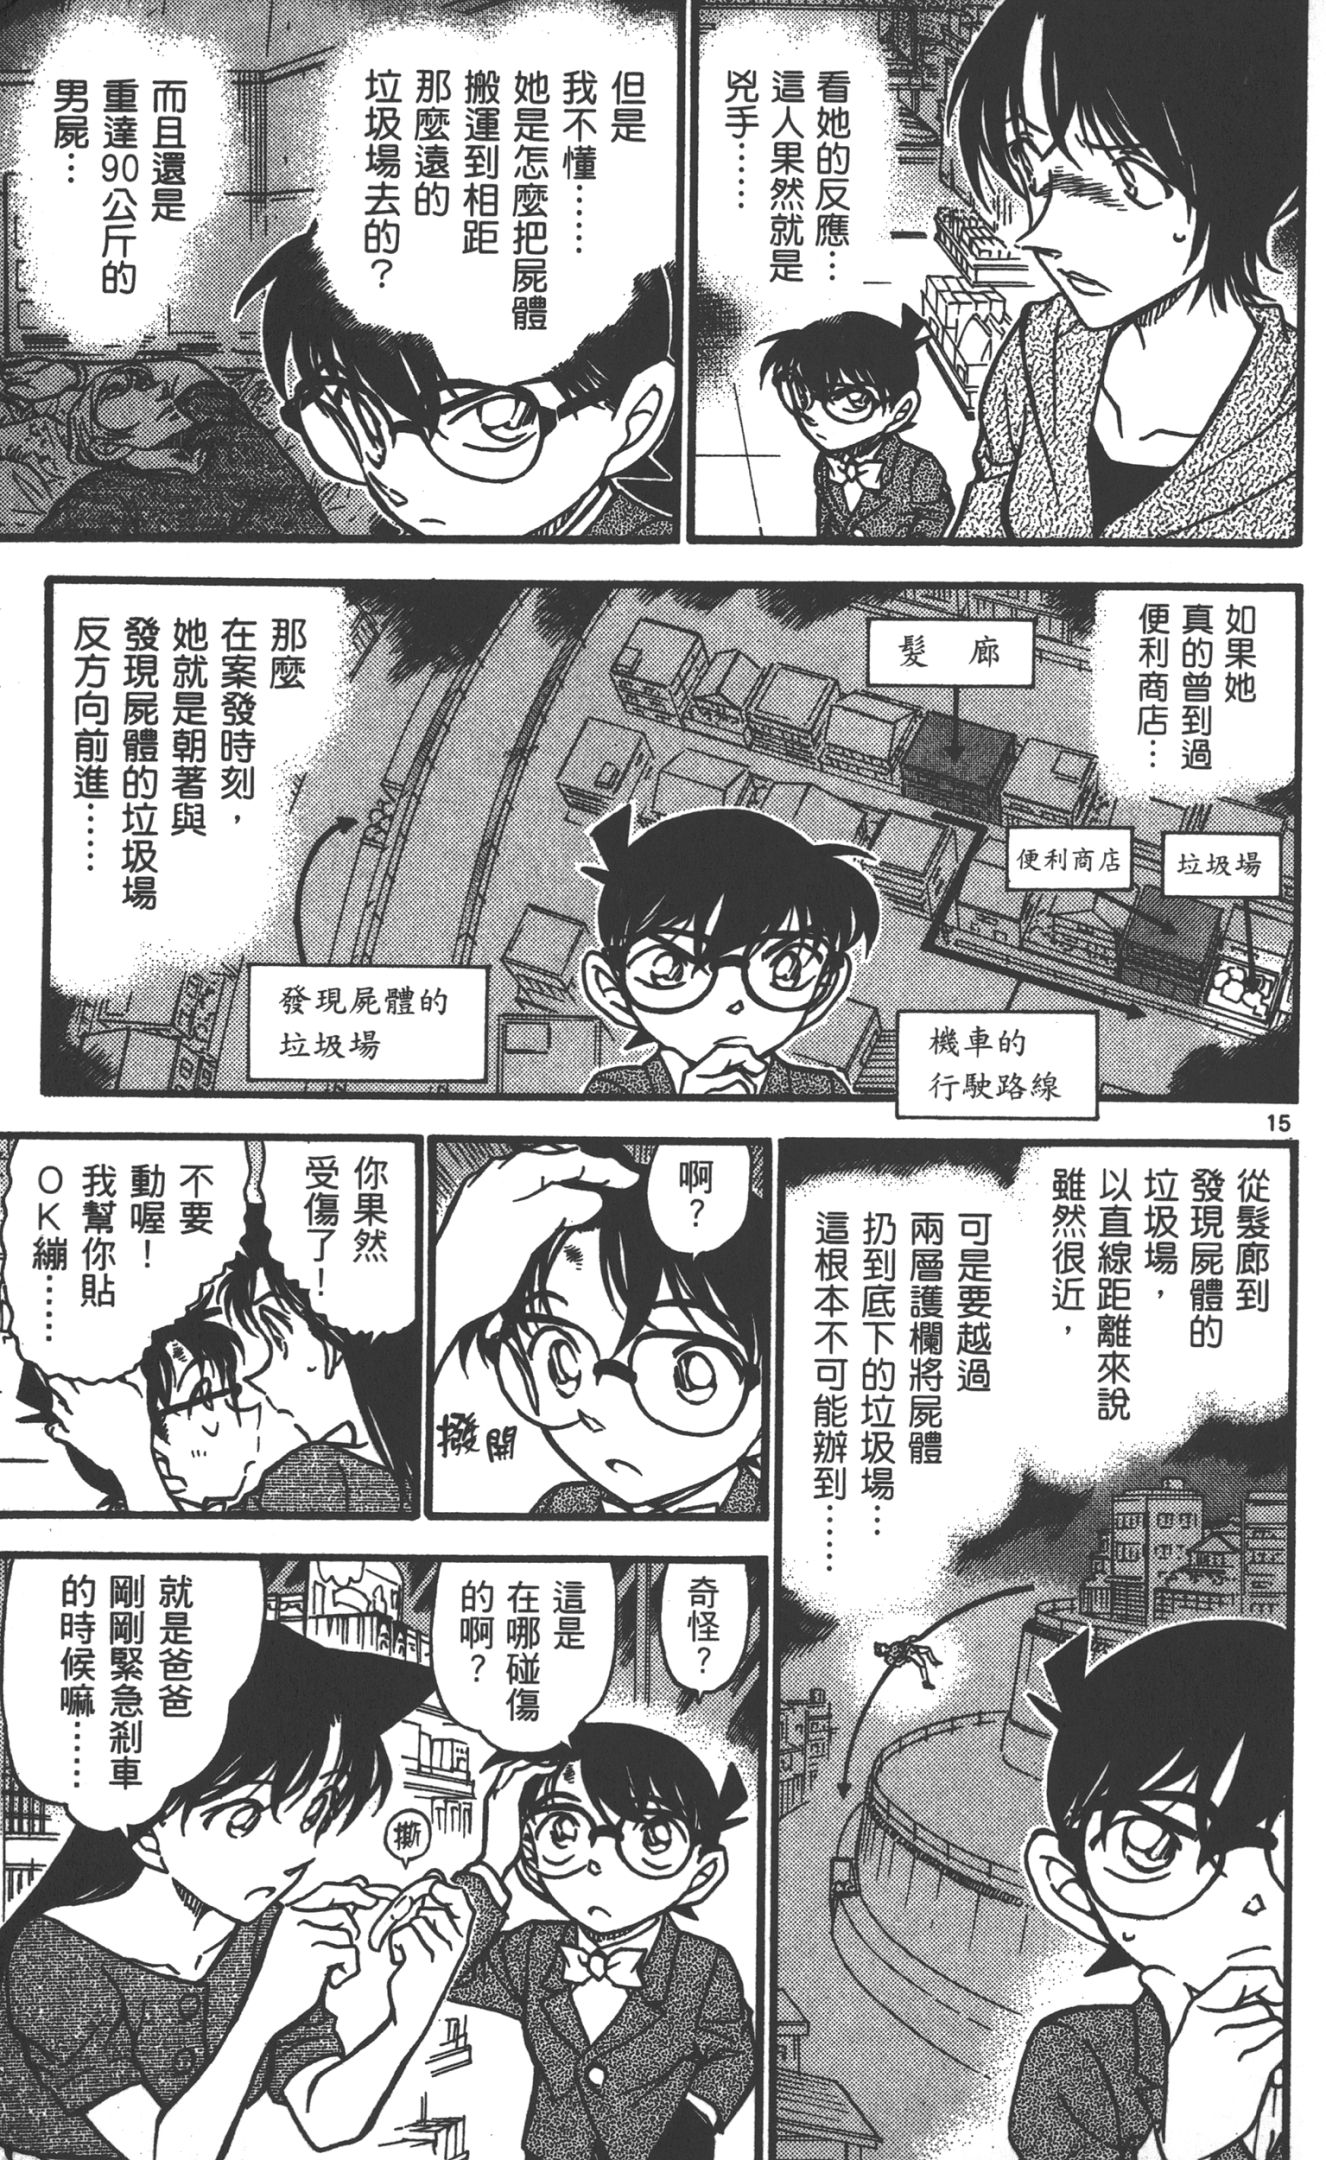 看她的反應…
這人果然就是
兇手……
但是
我不懂……
她是怎麼把屍體
搬運到相距
那麼遠的
垃圾場去的？
而且還是
重達90公斤的
男屍…
如果她
真的曾到過
便利商店…
髮廊
便利商店
垃圾場
機車的
行駛路線
發現屍體的
垃圾場
那麼
在案發時刻，
她就是朝著與
發現屍體的垃圾場
反方向前進……
15
從髮廊到
發現屍體的
垃圾場，
以直線距離來說
雖然很近，
可是要越過
兩層護欄將屍體
扔到底下的垃圾場…
這根本不可能辦到……
啊？
撥開
你果然
受傷了！
不要
動喔！
我幫你貼
OK繃……
奇怪？
這是
在哪碰傷
的啊？
撕
就是爸爸
剛剛緊急剎車
的時候嘛……